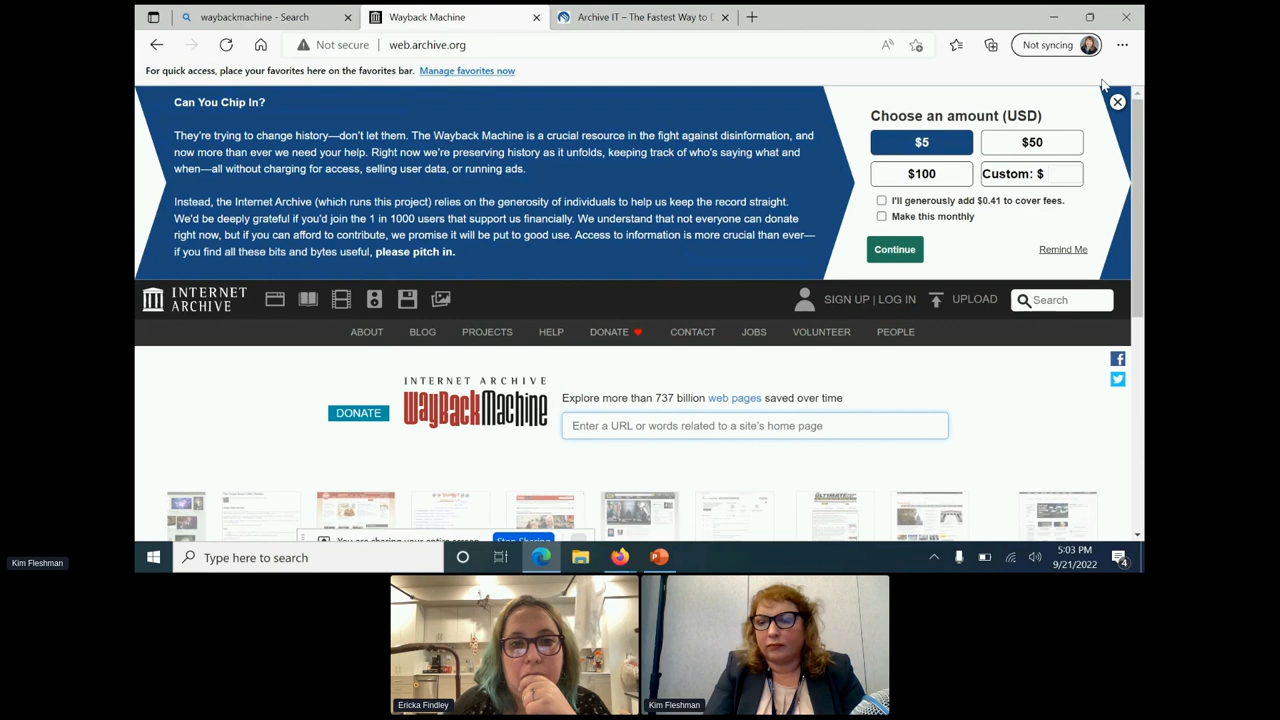 waybackmachine - Search
Wayback Machine
Archive IT – The Fastest Way to
Not secure
web.archive.org
Not syncing
For quick access, place your favorites here on the favorites bar. Manage favorites now
Can You Chip In?
They're trying to change history—don't let them. The Wayback Machine is a crucial resource in the fight against disinformation, and
now more than ever we need your help. Right now we're preserving history as it unfolds, keeping track of who's saying what and
when—all without charging for access, selling user data, or running ads.
Instead, the Internet Archive (which runs this project) relies on the generosity of individuals to help us keep the record straight.
We'd be deeply grateful if you'd join the 1 in 1000 users that support us financially. We understand that not everyone can donate
right now, but if you can afford to contribute, we promise it will be put to good use. Access to information is more crucial than ever—
if you find all these bits and bytes useful, please pitch in.
Choose an amount (USD)
$5
$50
$100
Custom: $
I'll generously add $0.41 to cover fees.
Make this monthly
Continue
Remind Me
INTERNET ARCHIVE
SIGN UP | LOG IN
UPLOAD
Search
ABOUT
BLOG
PROJECTS
HELP
DONATE
CONTACT
JOBS
VOLUNTEER
PEOPLE
DONATE
INTERNET ARCHIVE
WayBackMachine
Explore more than 737 billion web pages saved over time
Enter a URL or words related to a site's home page
ULTIMATE
You are sharing your entire screen
Stop Sharing
Type here to search
5:03 PM
9/21/2022
4
Kim Fleshman
Ericka Findley
Kim Fleshman